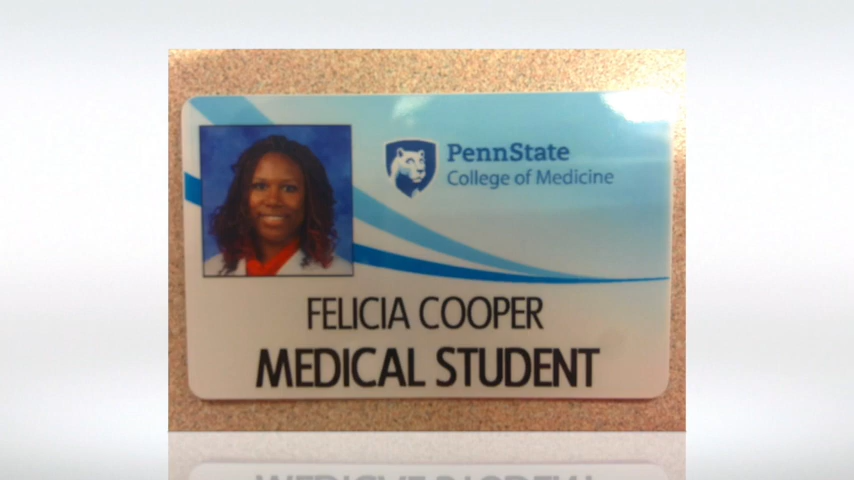 PennState
College of Medicine
FELICIA COOPER
MEDICAL STUDENT